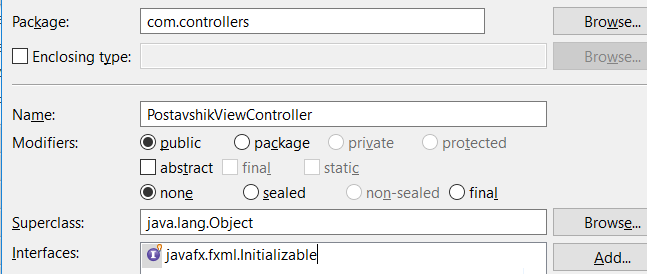 Package: com.controllers Browse...
Enclosing type: Browse...
Name: PostavshikViewController
Modifiers: public package private protected
abstract final static
none sealed non-sealed final
Superclass: java.lang.Object Browse...
Interfaces: javafx.fxml.Initializable Add...